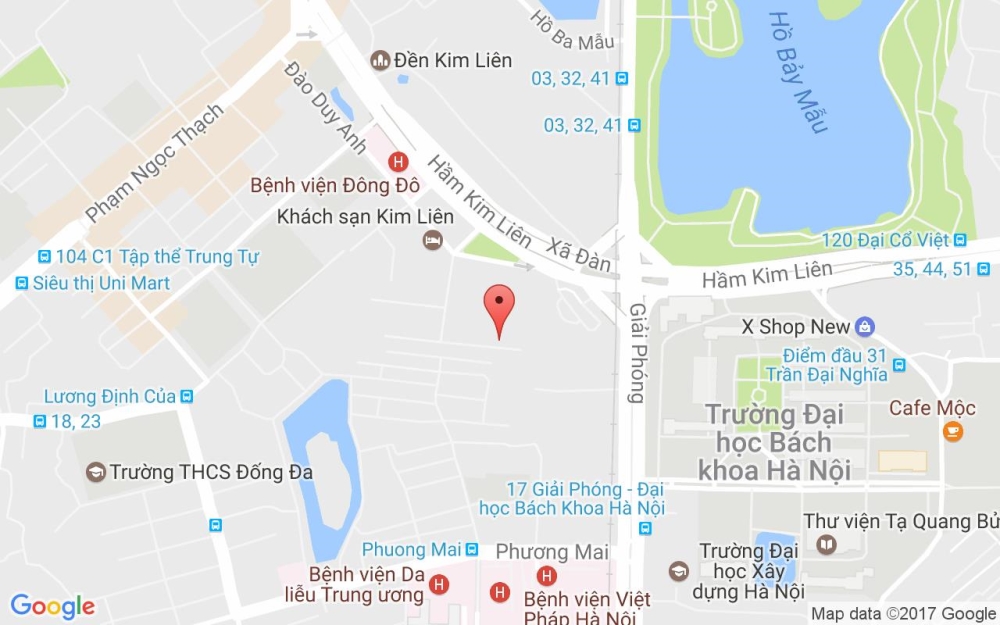 Hồ Ba Mẫu
Hồ Bảy Mẫu
Đền Kim Liên
03, 32, 41
03, 32, 41
Đào Duy Anh
Phạm Ngọc Thạch
Bệnh viện Đông Đô
Hầm Kim Liên
Xã Đàn
Khách sạn Kim Liên
120 Đại Cồ Việt
35, 44, 51
Hầm Kim Liên
104 C1 Tập thể Trung Tự
Siêu thị Uni Mart
Giải Phóng
X Shop New
Điểm đầu 31
Trần Đại Nghĩa
Lương Định Của
18, 23
Cafe Mộc
Trường Đại
học Bách
khoa Hà Nội
Trường THCS Đống Đa
17 Giải Phóng - Đại
học Bách Khoa Hà Nội
Thư viện Tạ Quang Bử
Phuong Mai
Phương Mai
Trường Đại
học Xây
dựng Hà Nội
Bệnh viện Da
liễu Trung ương
Bệnh viện Việt
Pháp Hà Nội
H
H
H
H
Google
Map data ©2017 Google